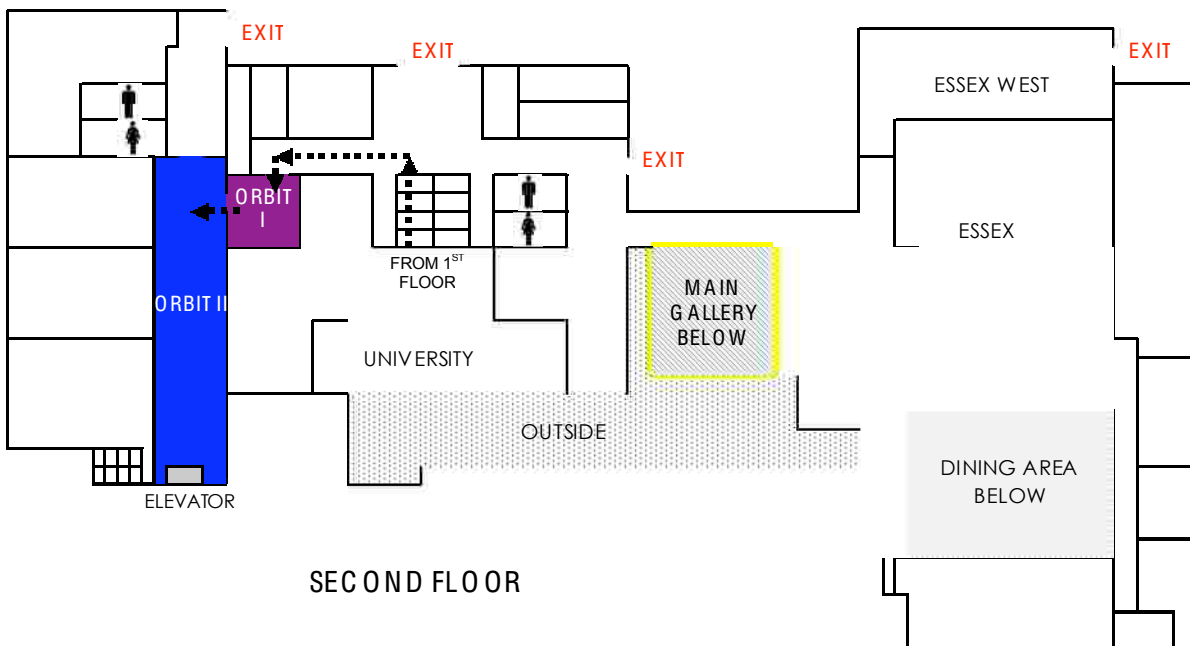 EXIT
EXIT
EXIT
ESSEX WEST
EXIT
ORBIT
I
ESSEX
FROM 1ST
FLOOR
MAIN
GALLERY
BELOW
ORBIT II
UNIVERSITY
OUTSIDE
DINING AREA
BELOW
ELEVATOR
SECOND FLOOR